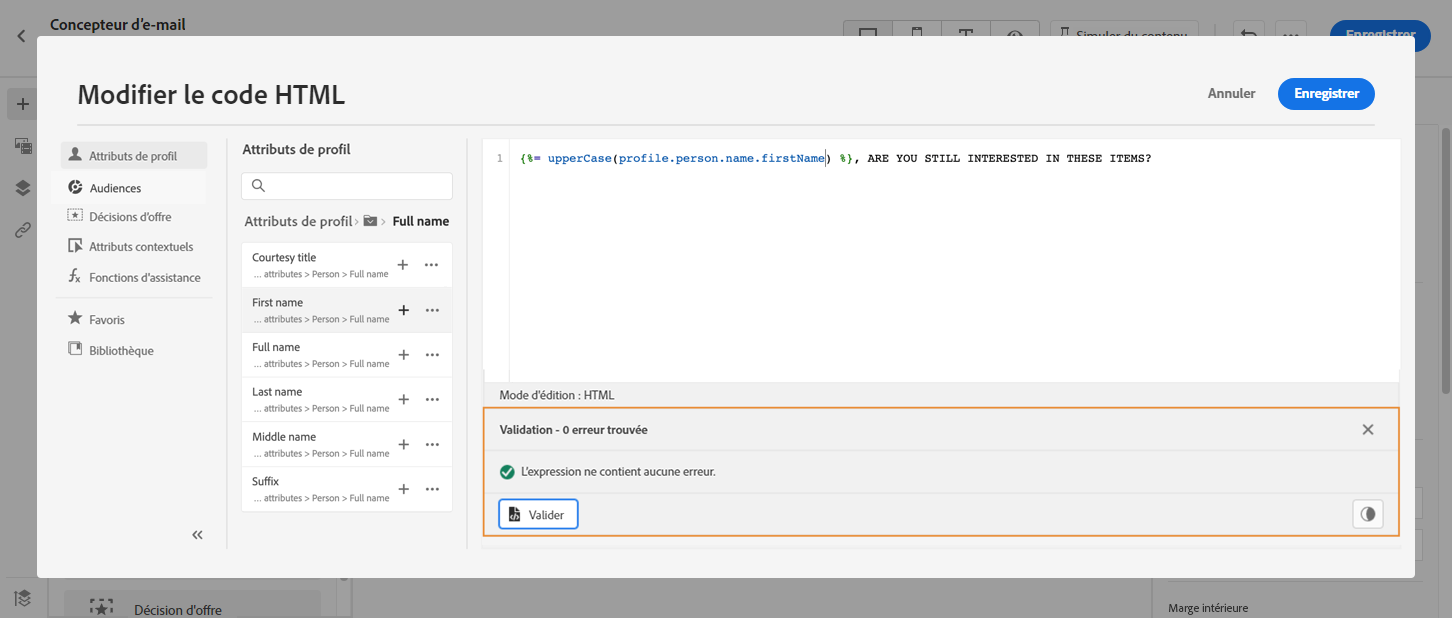 Concepteur d'e-mail
Simuler du contenu
Enregistrer
Modifier le code HTML
Annuler
Enregistrer
Attributs de profil
Audiences
Décisions d'offre
Attributs contextuels
Fonctions d'assistance
Favoris
Bibliothèque
Attributs de profil
Attributs de profil > > Full name
Courtesy title
... attributes > Person > Full name
First name
... attributes > Person > Full name
Full name
... attributes > Person > Full name
Last name
... attributes > Person > Full name
Middle name
... attributes > Person > Full name
Suffix
... attributes > Person > Full name
1 {%= upperCase(profile.person.name.firstName) %}, ARE YOU STILL INTERESTED IN THESE ITEMS?
Mode d'édition : HTML
Validation - 0 erreur trouvée
L'expression ne contient aucune erreur.
Valider
Décision d'offre
Marge intérieure